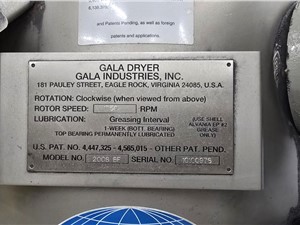 and Patents Pending, as well as foreign
patents and applications.
GALA DRYER
GALA INDUSTRIES, INC.
181 PAULEY STREET, EAGLE ROCK, VIRGINIA 24085, U.S.A.
ROTATION: Clockwise (when viewed from above)
ROTOR SPEED: RPM
LUBRICATION: Greasing Interval (USE SHELL
1-WEEK (BOTT. BEARING) ALVANIA EP #2
TOP BEARING PERMANENTLY LUBRICATED GREASE
ONLY)
U.S. PAT. NO. 4,447,325 - 4,565,015 - OTHER PAT. PEND.
MODEL NO. 2008 BF SERIAL NO.